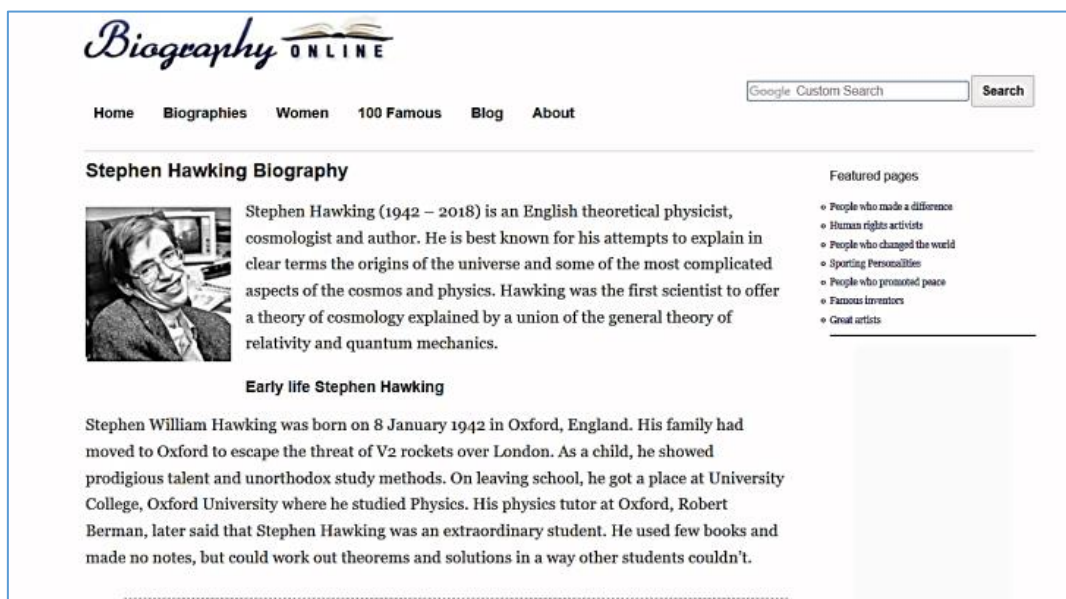 Biography ONLINE
Google Custom Search
Search
Home Biographies Women 100 Famous Blog About
Stephen Hawking Biography
Stephen Hawking (1942 – 2018) is an English theoretical physicist,
cosmologist and author. He is best known for his attempts to explain in
clear terms the origins of the universe and some of the most complicated
aspects of the cosmos and physics. Hawking was the first scientist to offer
a theory of cosmology explained by a union of the general theory of
relativity and quantum mechanics.
Early life Stephen Hawking
Stephen William Hawking was born on 8 January 1942 in Oxford, England. His family had
moved to Oxford to escape the threat of V2 rockets over London. As a child, he showed
prodigious talent and unorthodox study methods. On leaving school, he got a place at University
College, Oxford University where he studied Physics. His physics tutor at Oxford, Robert
Berman, later said that Stephen Hawking was an extraordinary student. He used few books and
made no notes, but could work out theorems and solutions in a way other students couldn't.
Featured pages
People who made a difference
Human rights activists
People who changed the world
Sporting Personalities
People who promoted peace
Famous inventors
Great artists